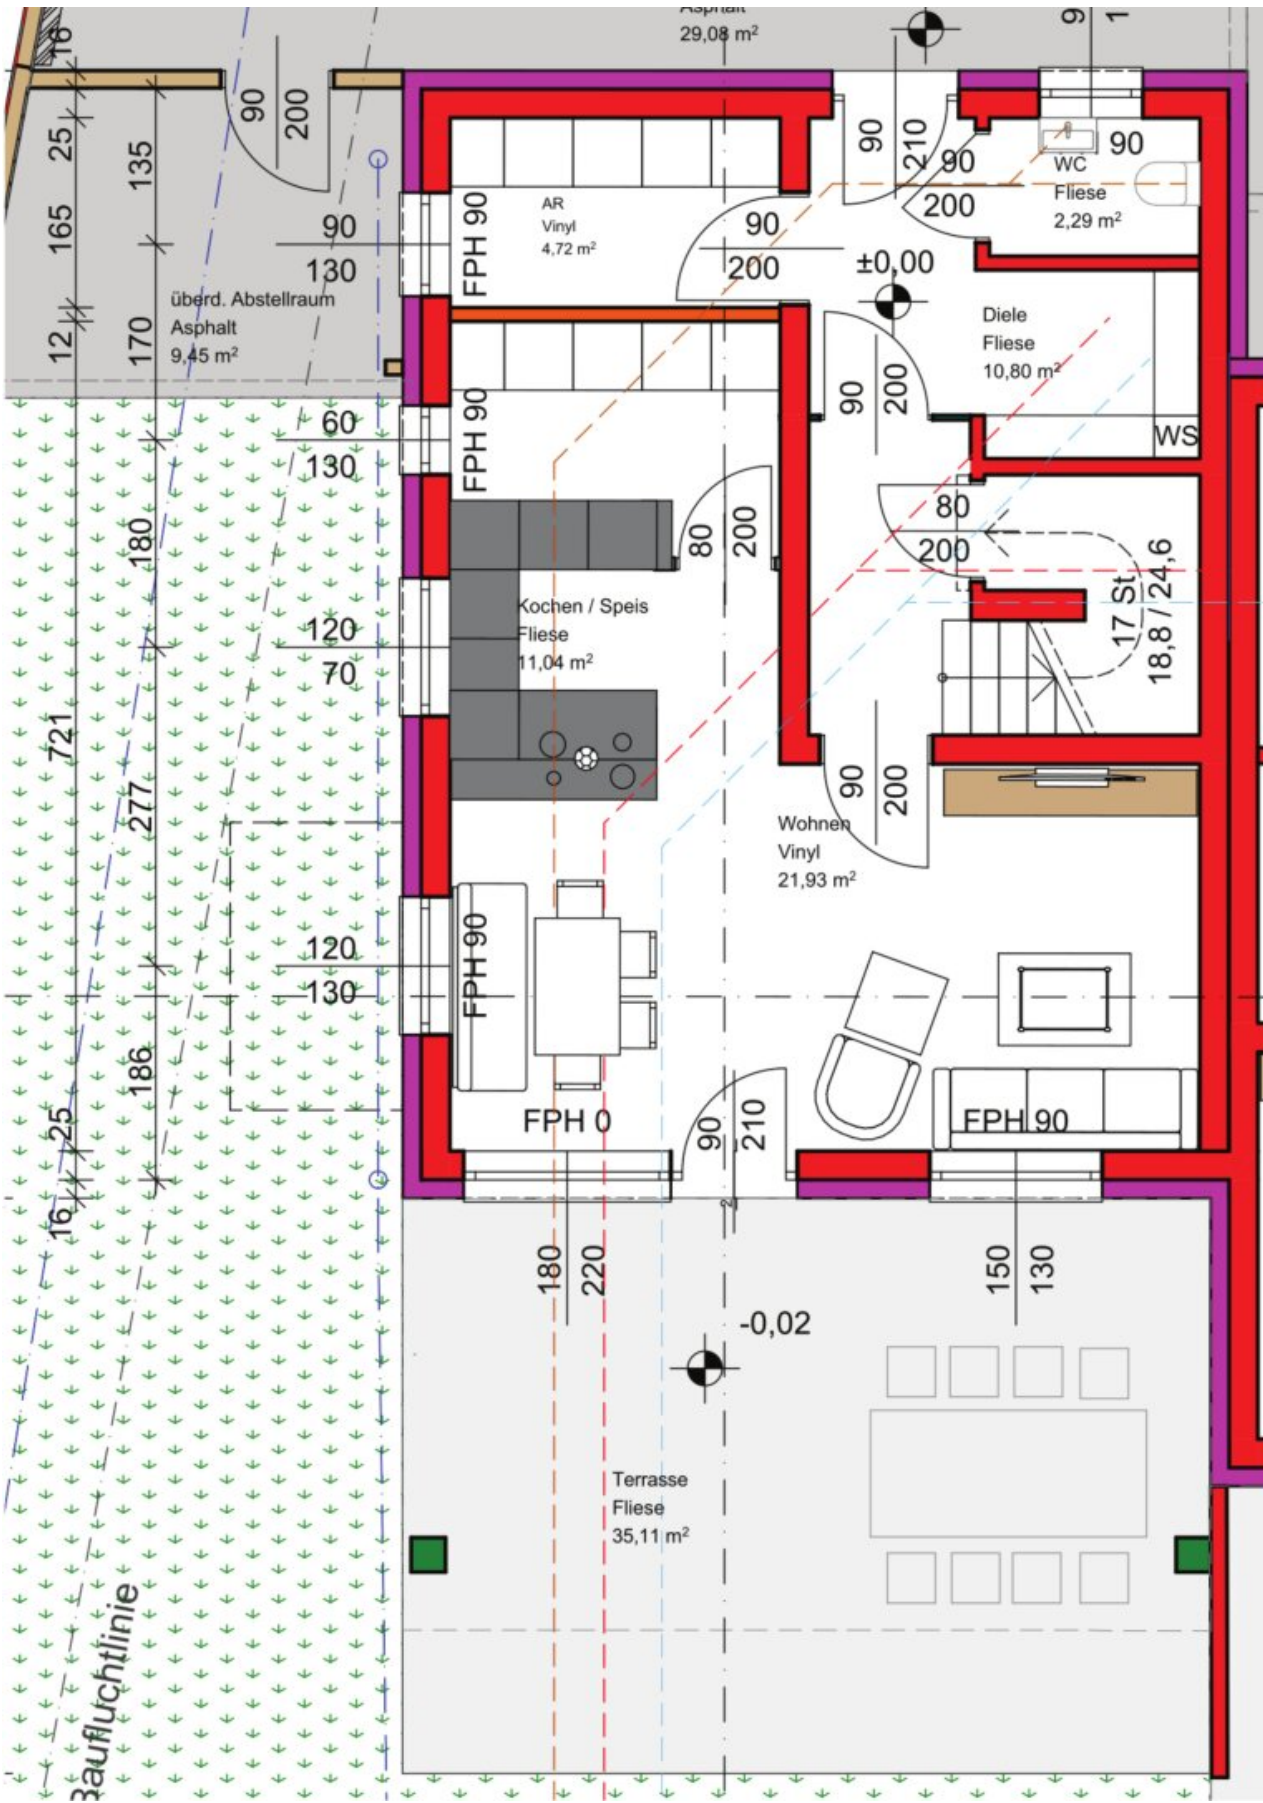 Asphalt
29,08 m²
9
1
16
90
200
25
135
90
210
90
200
WC
Fliese
2,29 m²
90
AR
Vinyl
4,72 m²
FPH 90
90
200
165
90
130
±0,00
überd. Abstellraum
Asphalt
9,45 m²
12
170
Diele
Fliese
10,80 m²
90
200
WS
60
130
FPH 90
80
200
80
200
17 St
18,8 / 24,6
180
Kochen / Speis
Fliese
11,04 m²
120
70
721
277
90
200
Wohnen
Vinyl
21,93 m²
120
130
FPH 90
186
25
FPH 0
90
210
FPH 90
16
2
180
220
150
130
-0,02
Terrasse
Fliese
35,11 m²
Baufluchtlinie